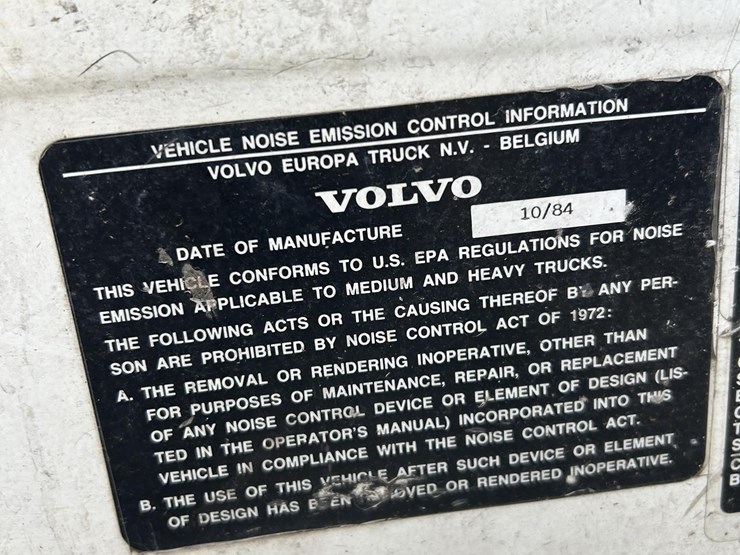 VEHICLE NOISE EMISSION CONTROL INFORMATION
VOLVO EUROPA TRUCK N.V. - BELGIUM
VOLVO
DATE OF MANUFACTURE 10/84
THIS VEHICLE CONFORMS TO U.S. EPA REGULATIONS FOR NOISE
EMISSION APPLICABLE TO MEDIUM AND HEAVY TRUCKS.
THE FOLLOWING ACTS OR THE CAUSING THEREOF BY ANY PER-
SON ARE PROHIBITED BY NOISE CONTROL ACT OF 1972:
A. THE REMOVAL OR RENDERING INOPERATIVE, OTHER THAN
FOR PURPOSES OF MAINTENANCE, REPAIR, OR REPLACEMENT
OF ANY NOISE CONTROL DEVICE OR ELEMENT OF DESIGN (LIS-
TED IN THE OPERATOR'S MANUAL) INCORPORATED INTO THIS
VEHICLE IN COMPLIANCE WITH THE NOISE CONTROL ACT.
B. THE USE OF THIS VEHICLE AFTER SUCH DEVICE OR ELEMENT
OF DESIGN HAS BEEN REMOVED OR RENDERED INOPERATIVE.